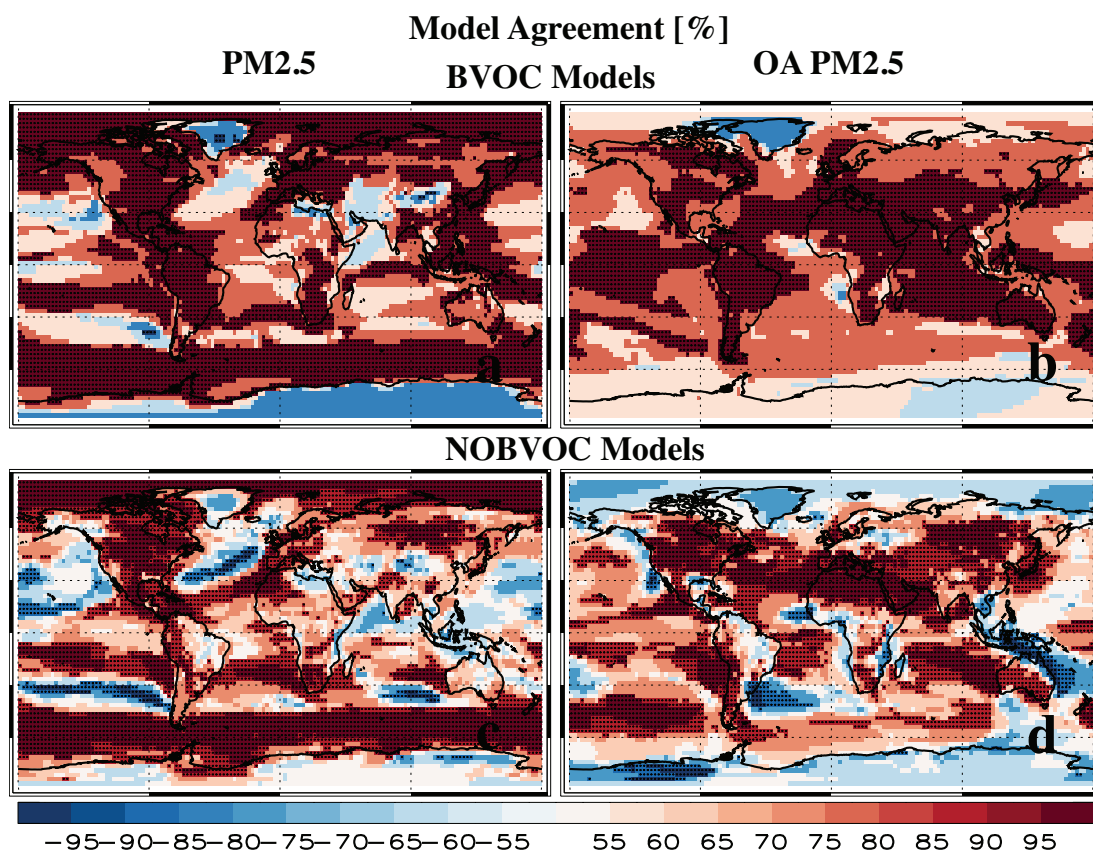 Model Agreement [%]
PM2.5 OA PM2.5
BVOC Models
a b
NOBVOC Models
c d
−95−90−85−80−75−70−65−60−55 55 60 65 70 75 80 85 90 95